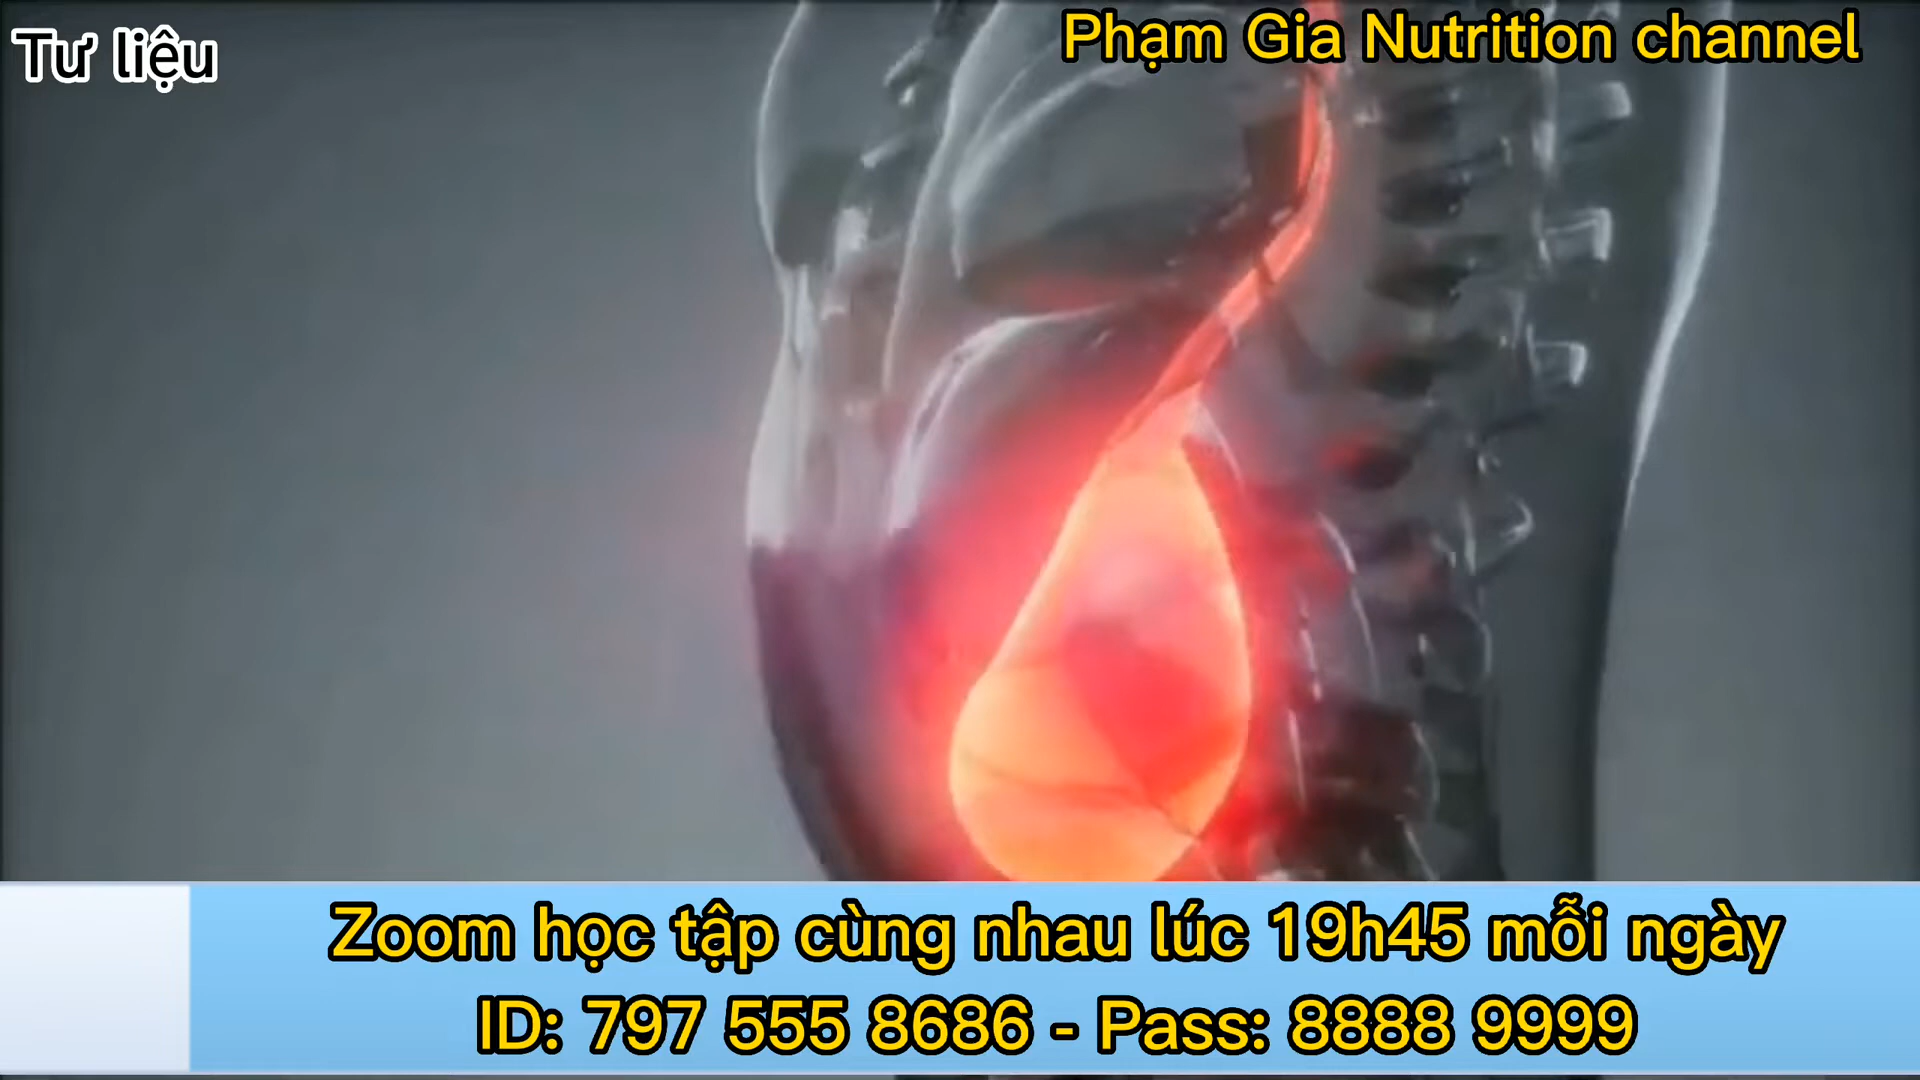 Tư liệu
Phạm Gia Nutrition channel
Zoom học tập cùng nhau lúc 19h45 mỗi ngày
ID: 797 555 8686 - Pass: 8888 9999